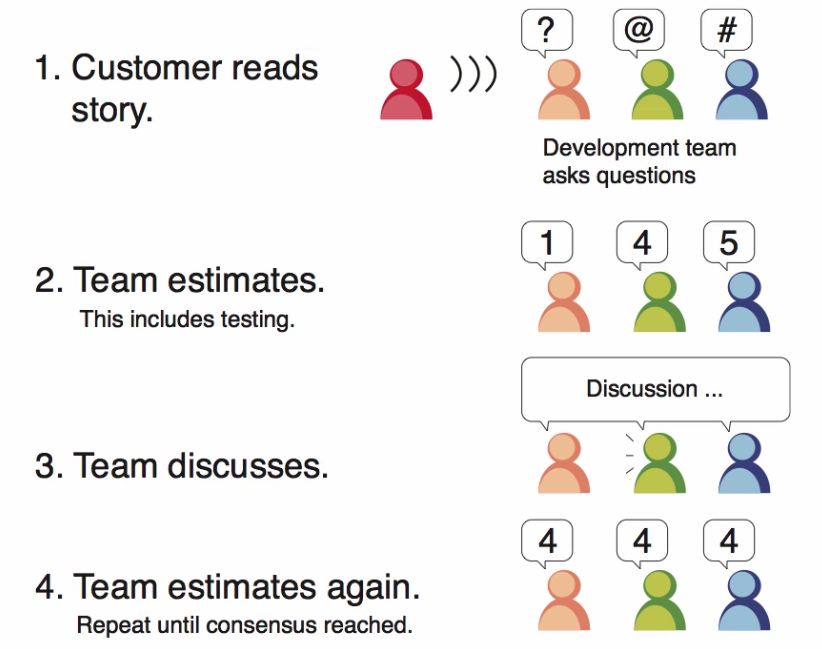 1. Customer reads
story.
? @ #
Development team
asks questions
2. Team estimates.
This includes testing.
1 4 5
Discussion ...
3. Team discusses.
4. Team estimates again.
Repeat until consensus reached.
4 4 4